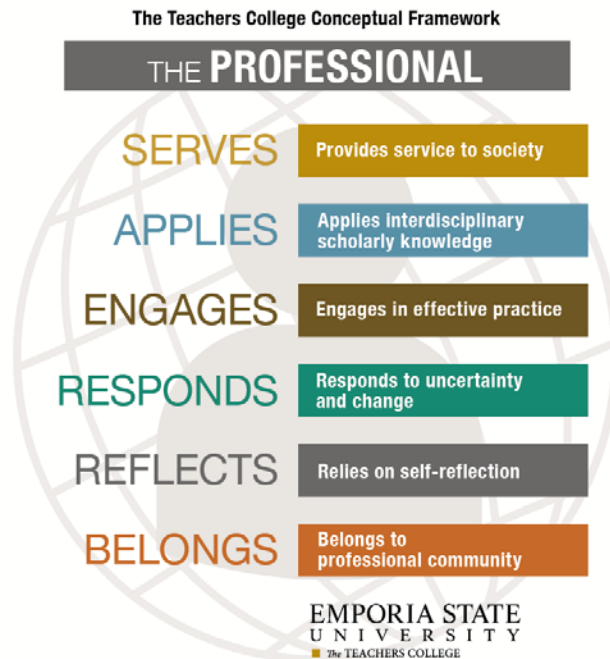 The Teachers College Conceptual Framework
THE PROFESSIONAL
SERVES
Provides service to society
APPLIES
Applies interdisciplinary
scholarly knowledge
ENGAGES
Engages in effective practice
RESPONDS
Responds to uncertainty
and change
REFLECTS
Relies on self-reflection
BELONGS
Belongs to
professional community
EMPORIA STATE
UNIVERSITY
The TEACHERS COLLEGE